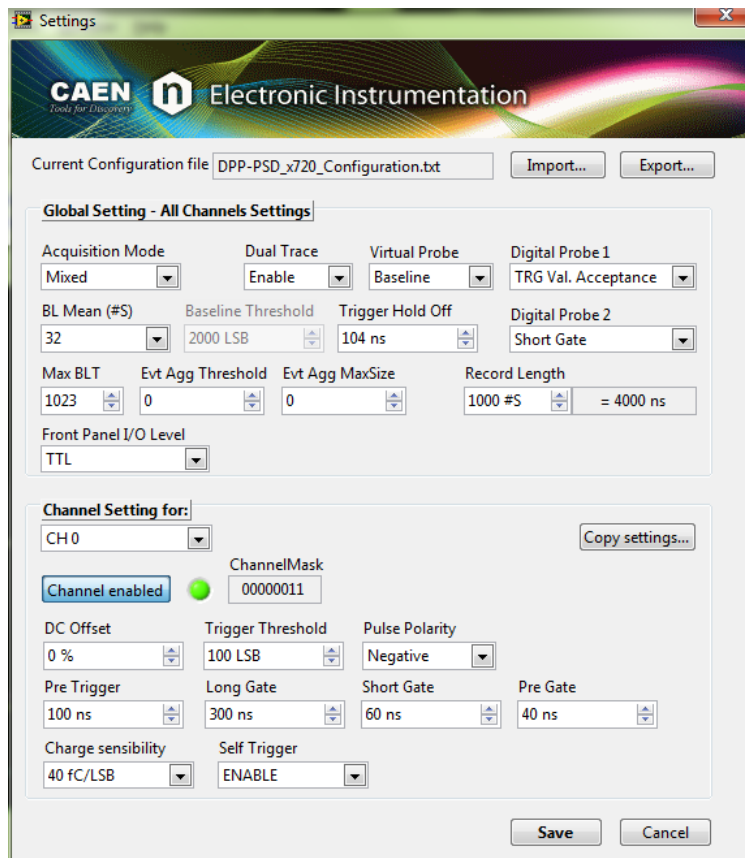 Settings
CAEN
Tools for Discovery
n
Electronic Instrumentation
Current Configuration file DPP-PSD_x720_Configuration.txt Import... Export...
Global Setting - All Channels Settings
Acquisition Mode Dual Trace Virtual Probe Digital Probe 1
Mixed Enable Baseline TRG Val. Acceptance
BL Mean (#S) Baseline Threshold Trigger Hold Off Digital Probe 2
32 2000 LSB 104 ns Short Gate
Max BLT Evt Agg Threshold Evt Agg MaxSize Record Length
1023 0 0 1000 #S = 4000 ns
Front Panel I/O Level
TTL
Channel Setting for:
CH 0 Copy settings...
ChannelMask
Channel enabled 00000011
DC Offset Trigger Threshold Pulse Polarity
0 % 100 LSB Negative
Pre Trigger Long Gate Short Gate Pre Gate
100 ns 300 ns 60 ns 40 ns
Charge sensibility Self Trigger
40 fC/LSB ENABLE
Save Cancel